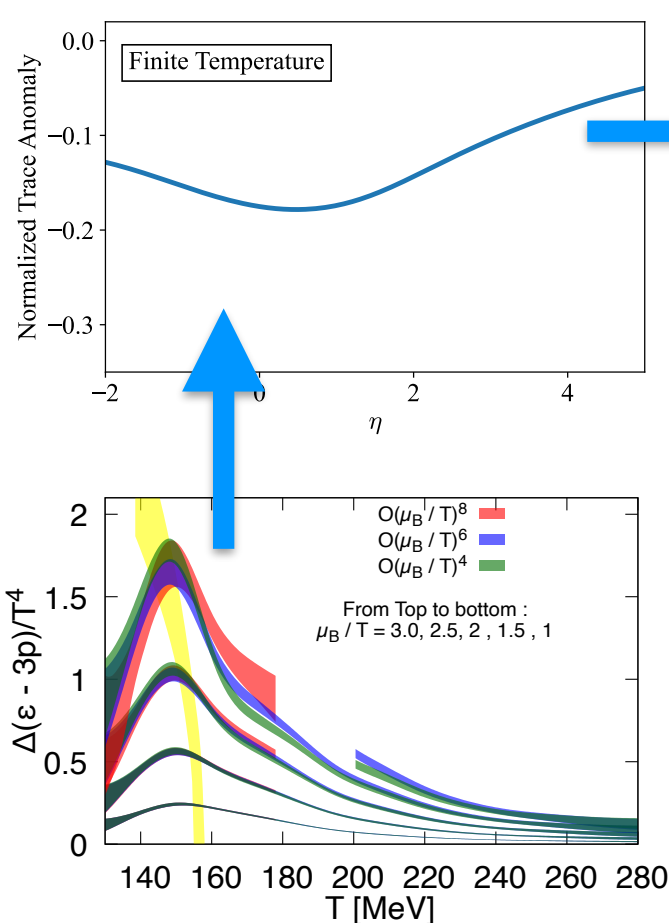 0.0
Finite Temperature
−0.1
−0.2
−0.3
Normalized Trace Anomaly
−2 0 2 4
η
2
1.5
1
0.5
0
Δ(ε - 3p)/T⁴
O(μB / T)⁸
O(μB / T)⁶
O(μB / T)⁴
From Top to bottom :
μB / T = 3.0, 2.5, 2 , 1.5 , 1
140 160 180 200 220 240 260 280
T [MeV]